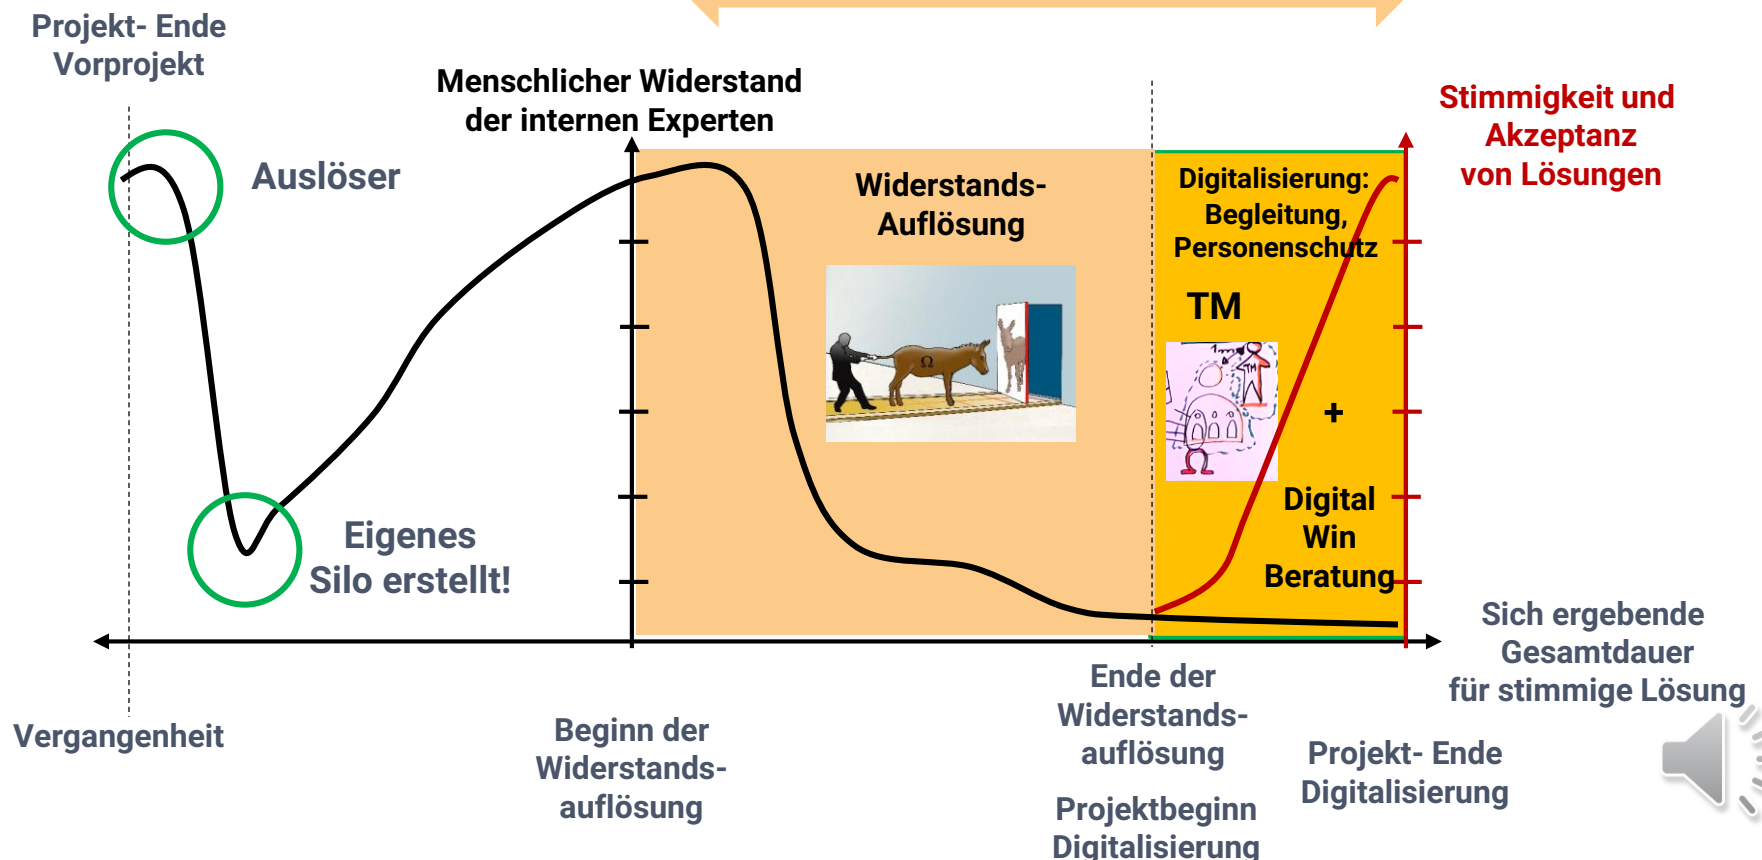 Projekt- Ende
Vorprojekt
Menschlicher Widerstand
der internen Experten
Stimmigkeit und
Akzeptanz
von Lösungen
Auslöser
Widerstands-
Auflösung
Digitalisierung:
Begleitung,
Personenschutz
TM
1m
TM
Ω
Ω
+
Digital
Win
Beratung
Eigenes
Silo erstellt!
Sich ergebende
Gesamtdauer
für stimmige Lösung
Vergangenheit
Beginn der
Widerstands-
auflösung
Ende der
Widerstands-
auflösung
Projektbeginn
Digitalisierung
Projekt- Ende
Digitalisierung